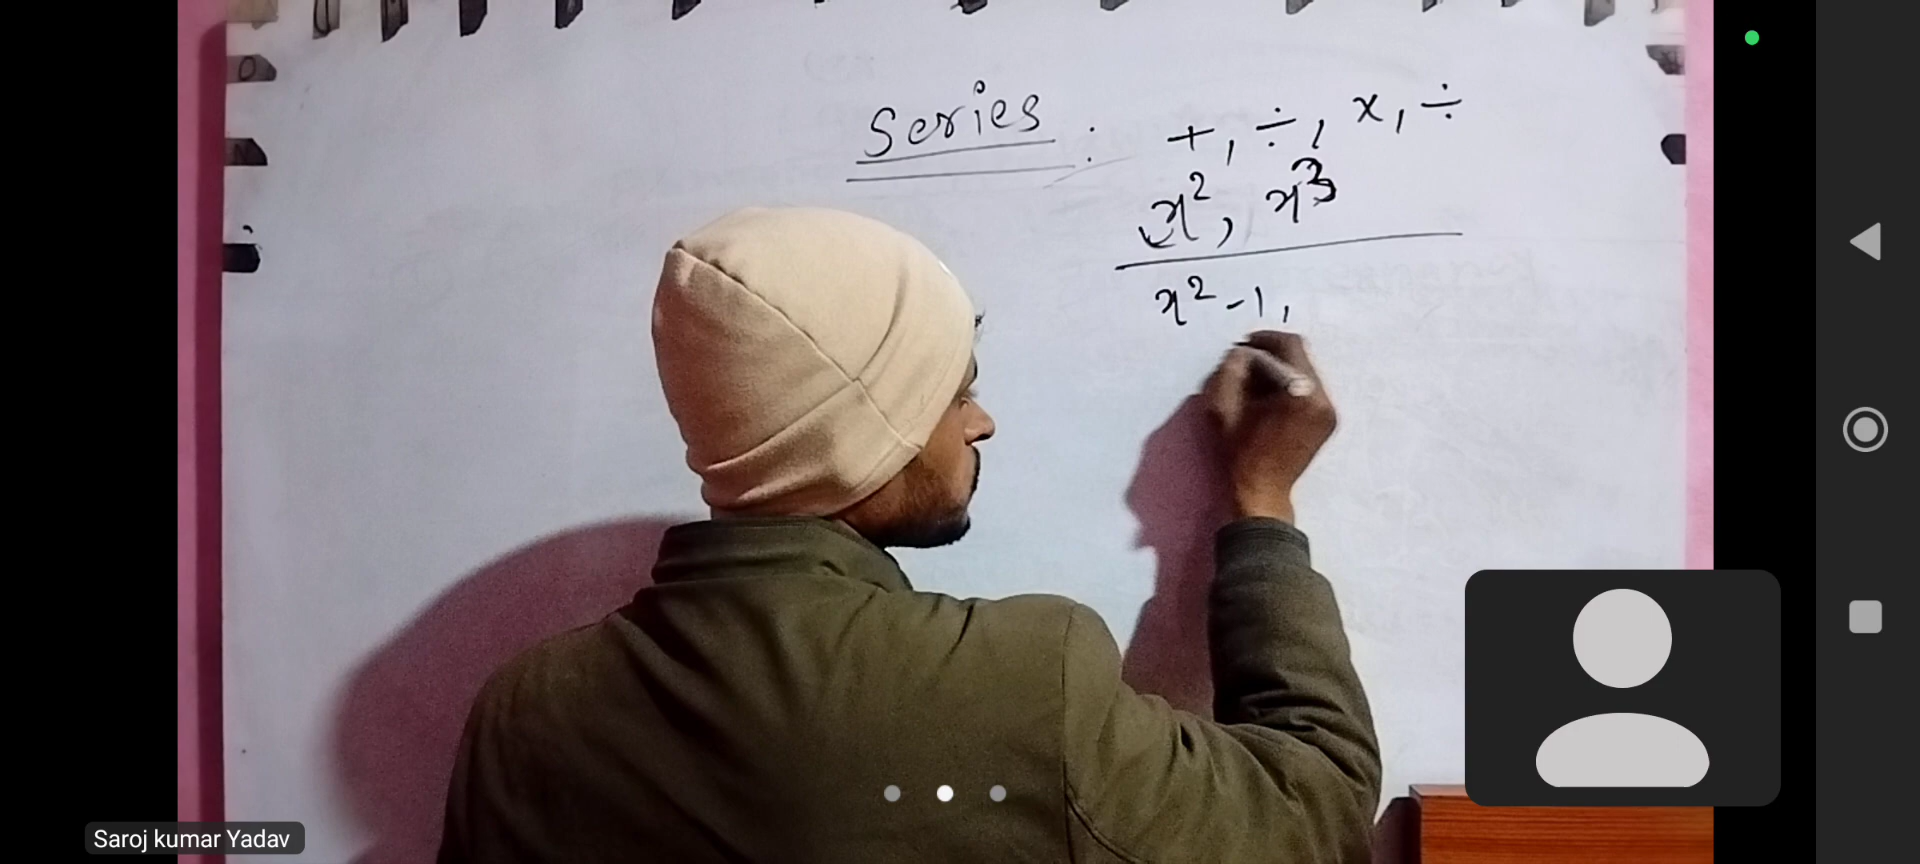 Series : +, ÷, x, ÷
x², x³
x² - 1,
Saroj kumar Yadav